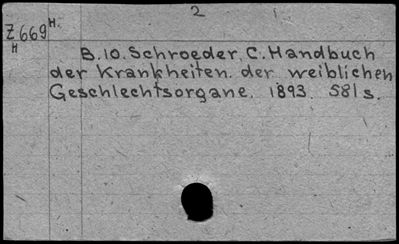 2
Z669 H.
H
B.10. Schroeder, C. Handbuch
der Krankheiten der weiblichen
Geschlechtsorgane. 1893. 581 s.